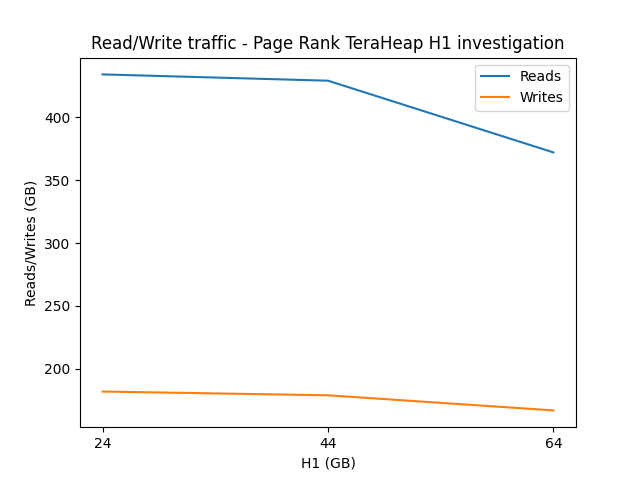 Read/Write traffic - Page Rank TeraHeap H1 investigation
Reads
Writes
Reads/Writes (GB)
400
350
300
250
200
24 44 64
H1 (GB)